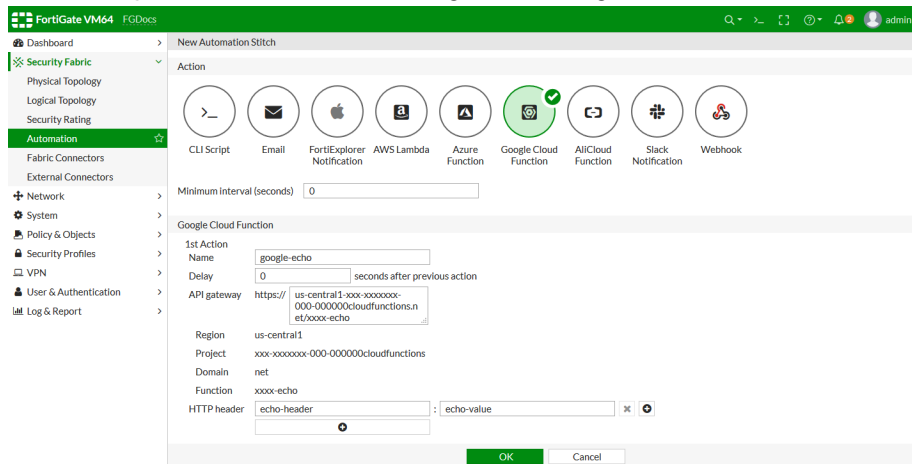 FortiGate VM64 FGDocs
>_ 2 admin
Dashboard
Security Fabric
Physical Topology
Logical Topology
Security Rating
Automation
Fabric Connectors
External Connectors
Network
System
Policy & Objects
Security Profiles
VPN
User & Authentication
Log & Report
New Automation Stitch
Action
CLI Script
Email
FortiExplorer
Notification
AWS Lambda
Azure
Function
Google Cloud
Function
AliCloud
Function
Slack
Notification
Webhook
Minimum interval (seconds) 0
Google Cloud Function
1st Action
Name google-echo
Delay 0 seconds after previous action
API gateway https:// us-central1-xxx-xxxxxxx-
000-000000cloudfunctions.n
et/xxxx-echo
Region us-central1
Project xxx-xxxxxxx-000-000000cloudfunctions
Domain net
Function xxxx-echo
HTTP header echo-header : echo-value
OK Cancel